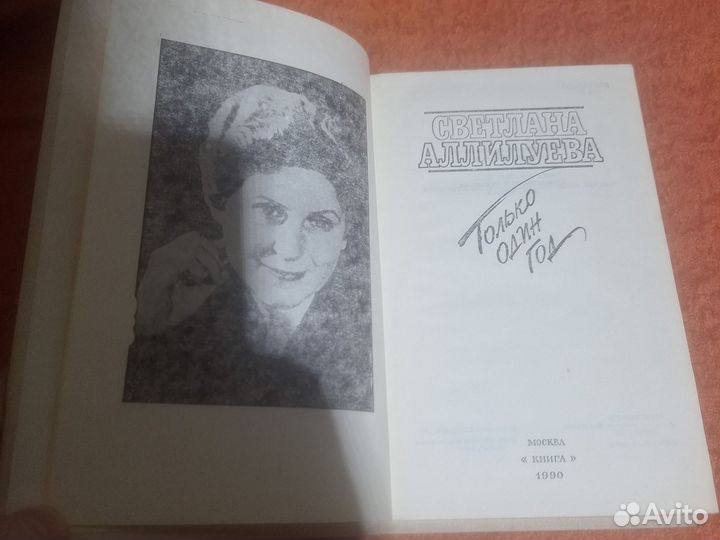 СВЕТЛАНА
АЛЛИЛУЕВА
Только
один
год
МОСКВА
« КНИГА »
1990
Avito